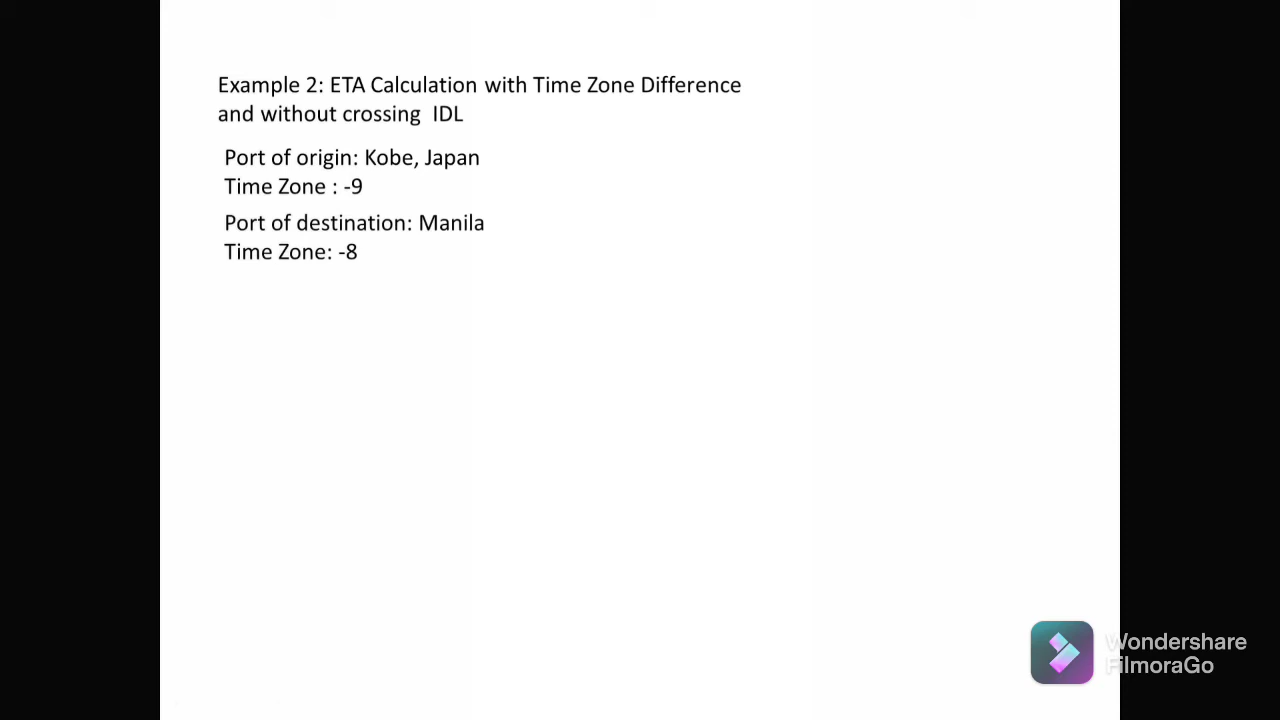 Example 2: ETA Calculation with Time Zone Difference
and without crossing IDL
Port of origin: Kobe, Japan
Time Zone : -9
Port of destination: Manila
Time Zone: -8
Wondershare
FilmoraGo